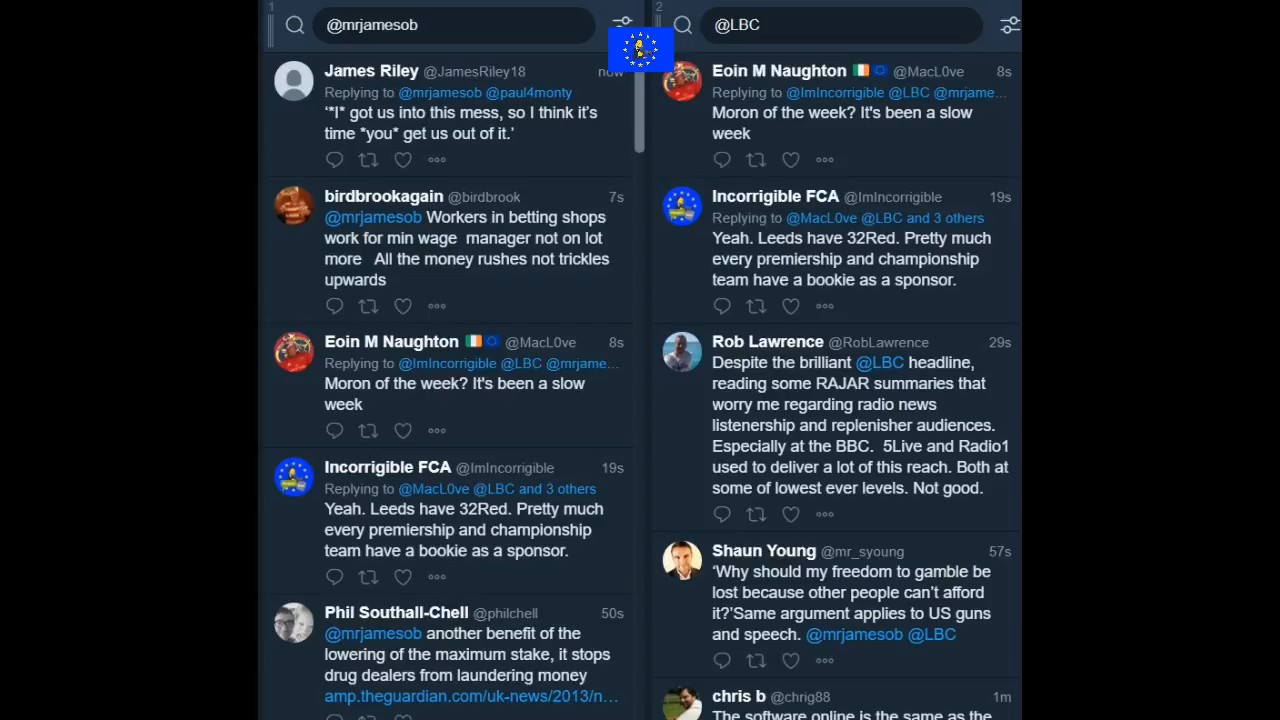 1
@mrjamesob
James Riley @JamesRiley18 now
Replying to @mrjamesob @paul4monty
‘*I* got us into this mess, so I think it’s
time *you* get us out of it.’
birdbrookagain @birdbrook 7s
@mrjamesob Workers in betting shops
work for min wage manager not on lot
more All the money rushes not trickles
upwards
Eoin M Naughton @MacL0ve 8s
Replying to @ImIncorrigible @LBC @mrjame...
Moron of the week? It's been a slow
week
Incorrigible FCA @ImIncorrigible 19s
Replying to @MacL0ve @LBC and 3 others
Yeah. Leeds have 32Red. Pretty much
every premiership and championship
team have a bookie as a sponsor.
Phil Southall-Chell @philchell 50s
@mrjamesob another benefit of the
lowering of the maximum stake, it stops
drug dealers from laundering money
amp.theguardian.com/uk-news/2013/n…
2
@LBC
Eoin M Naughton @MacL0ve 8s
Replying to @ImIncorrigible @LBC @mrjame...
Moron of the week? It's been a slow
week
Incorrigible FCA @ImIncorrigible 19s
Replying to @MacL0ve @LBC and 3 others
Yeah. Leeds have 32Red. Pretty much
every premiership and championship
team have a bookie as a sponsor.
Rob Lawrence @RobLawrence 29s
Despite the brilliant @LBC headline,
reading some RAJAR summaries that
worry me regarding radio news
listenership and replenisher audiences.
Especially at the BBC. 5Live and Radio1
used to deliver a lot of this reach. Both at
some of lowest ever levels. Not good.
Shaun Young @mr_syoung 57s
‘Why should my freedom to gamble be
lost because other people can’t afford
it?’Same argument applies to US guns
and speech. @mrjamesob @LBC
chris b @chrig88 1m
The software online is the same as the